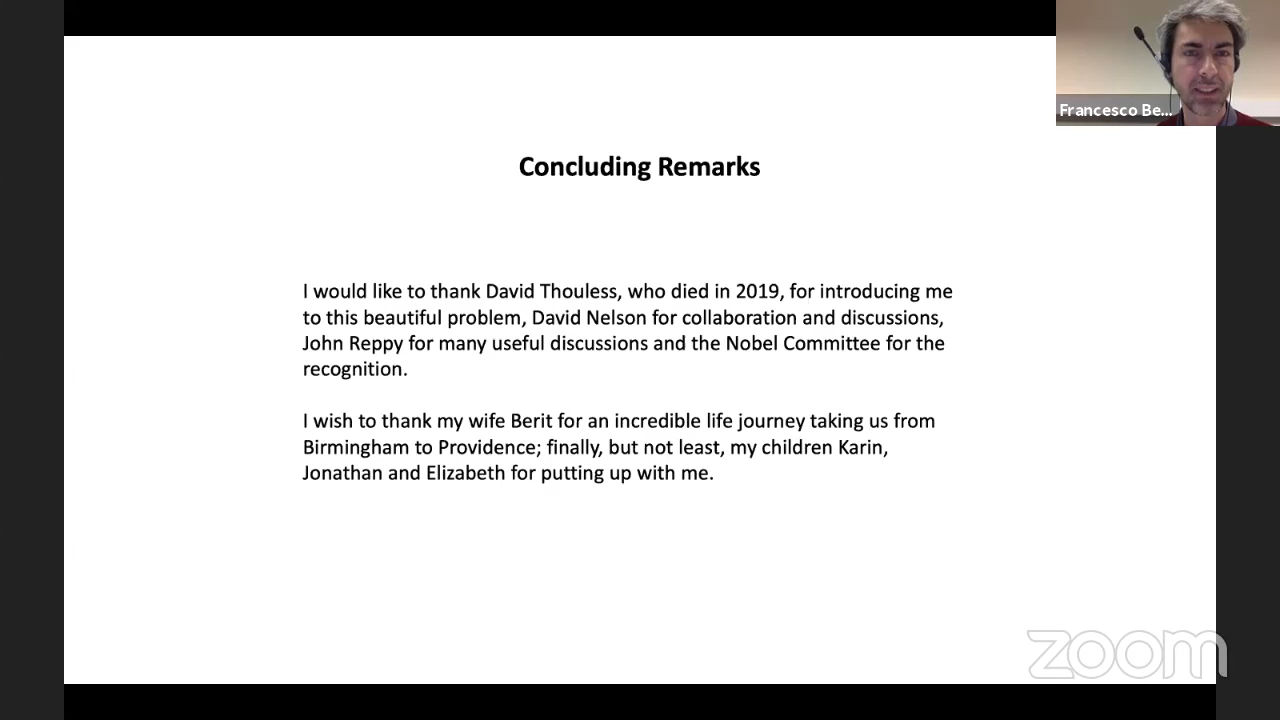 Francesco Be...
Concluding Remarks
I would like to thank David Thouless, who died in 2019, for introducing me
to this beautiful problem, David Nelson for collaboration and discussions,
John Reppy for many useful discussions and the Nobel Committee for the
recognition.
I wish to thank my wife Berit for an incredible life journey taking us from
Birmingham to Providence; finally, but not least, my children Karin,
Jonathan and Elizabeth for putting up with me.
zoom